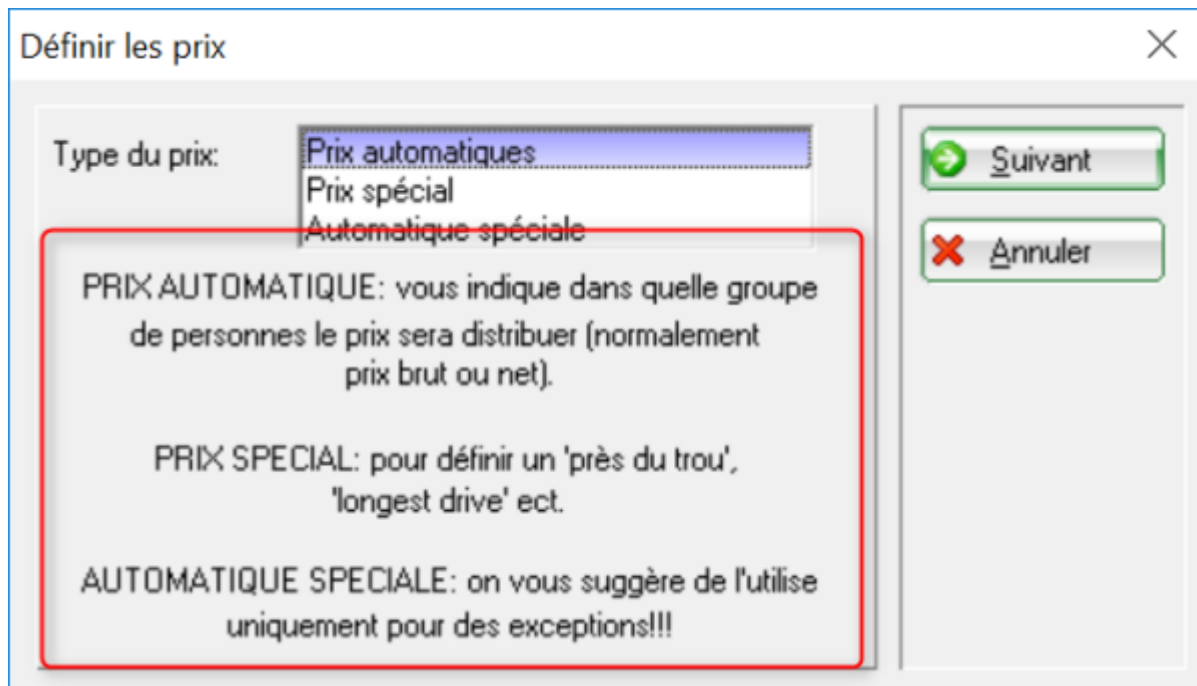 Définir les prix
Type du prix:
Prix automatiques
Prix spécial
Automatique spéciale
Suivant
Annuler
PRIX AUTOMATIQUE: vous indique dans quelle groupe
de personnes le prix sera distribuer (normalement
prix brut ou net).
PRIX SPECIAL: pour définir un 'près du trou',
'longest drive' ect.
AUTOMATIQUE SPECIALE: on vous suggère de l'utilise
uniquement pour des exceptions!!!